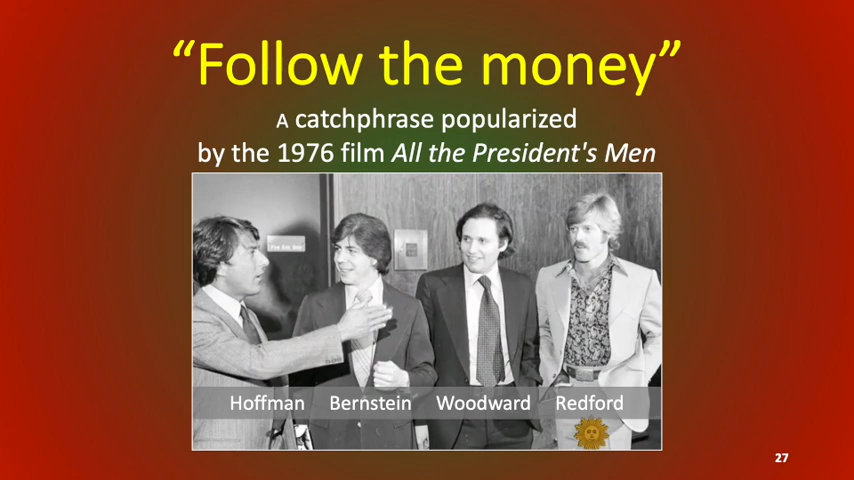 “Follow the money”
A catchphrase popularized
by the 1976 film All the President's Men
Hoffman Bernstein Woodward Redford
27